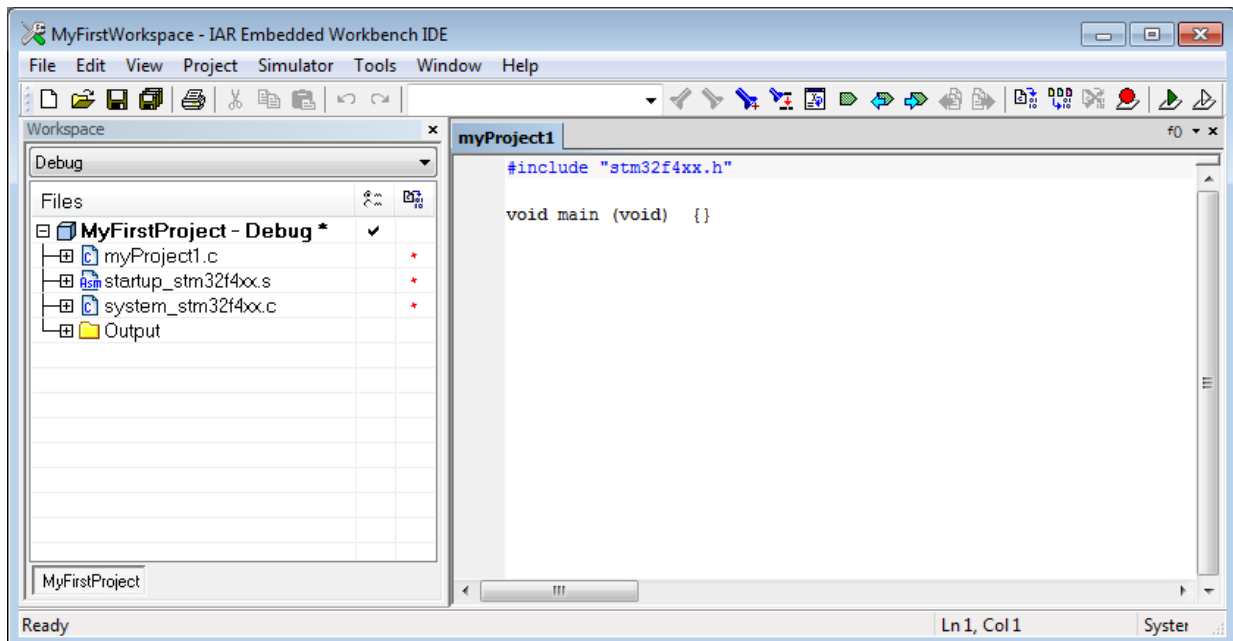 MyFirstWorkspace - IAR Embedded Workbench IDE
File Edit View Project Simulator Tools Window Help
Workspace
Debug
Files
MyFirstProject - Debug *
myProject1.c
startup_stm32f4xx.s
system_stm32f4xx.c
Output
MyFirstProject
myProject1
f()
#include "stm32f4xx.h"
void main (void) {}
Ready
Ln 1, Col 1
Syster